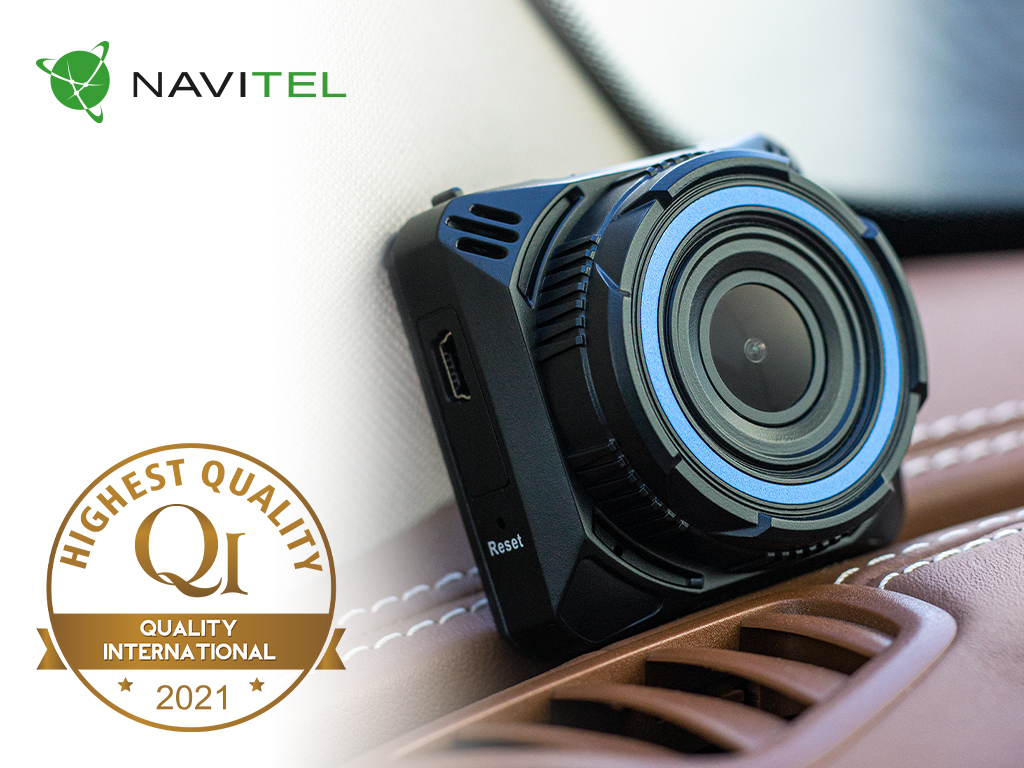 NAVITEL
HIGHEST QUALITY
QI
QUALITY
INTERNATIONAL
2021
Reset